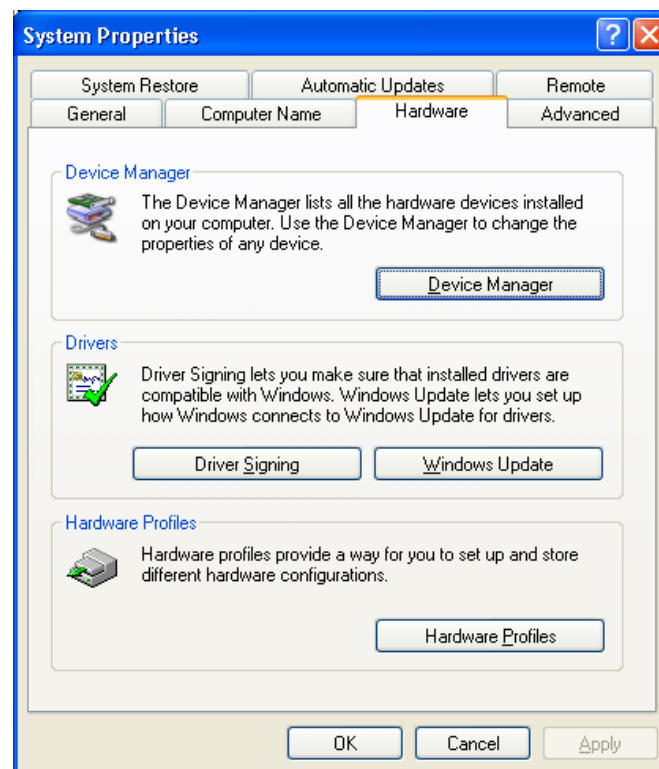 System Properties
System Restore Automatic Updates Remote
General Computer Name Hardware Advanced
Device Manager
The Device Manager lists all the hardware devices installed
on your computer. Use the Device Manager to change the
properties of any device.
Device Manager
Drivers
Driver Signing lets you make sure that installed drivers are
compatible with Windows. Windows Update lets you set up
how Windows connects to Windows Update for drivers.
Driver Signing Windows Update
Hardware Profiles
Hardware profiles provide a way for you to set up and store
different hardware configurations.
Hardware Profiles
OK Cancel Apply